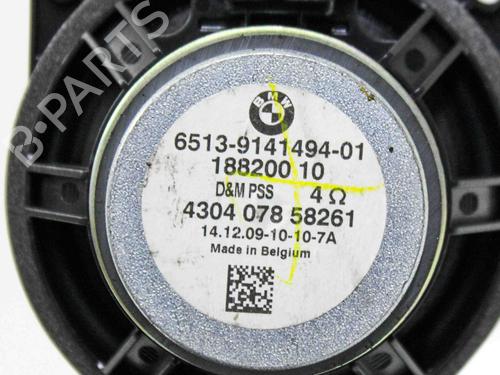 B-PARTS
BMW
6513-9141494-01
188200 10
D&M PSS 4 Ω
4304 078 58261
14.12.09-10-10-7A
Made in Belgium